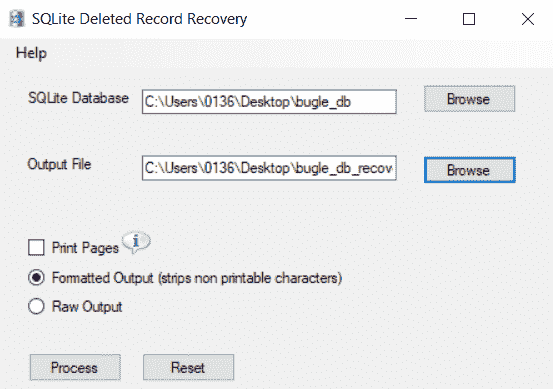 SQLite Deleted Record Recovery
Help
SQLite Database C:\Users\0136\Desktop\bugle_db Browse
Output File C:\Users\0136\Desktop\bugle_db_recov Browse
Print Pages
Formatted Output (strips non printable characters)
Raw Output
Process Reset